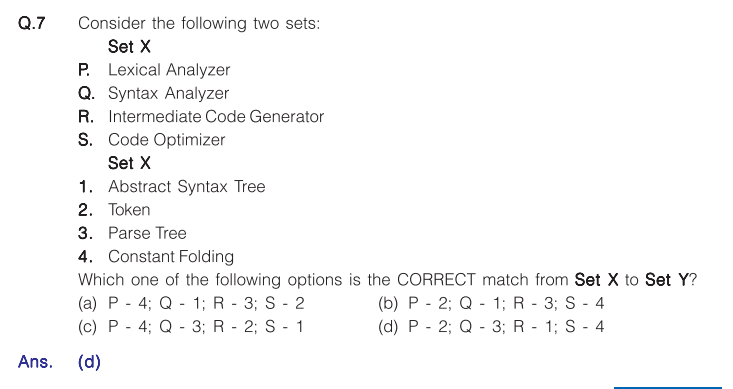 Q.7 Consider the following two sets:
Set X
P. Lexical Analyzer
Q. Syntax Analyzer
R. Intermediate Code Generator
S. Code Optimizer
Set X
1. Abstract Syntax Tree
2. Token
3. Parse Tree
4. Constant Folding
Which one of the following options is the CORRECT match from Set X to Set Y?
(a) P - 4; Q - 1; R - 3; S - 2 (b) P - 2; Q - 1; R - 3; S - 4
(c) P - 4; Q - 3; R - 2; S - 1 (d) P - 2; Q - 3; R - 1; S - 4
Ans. (d)